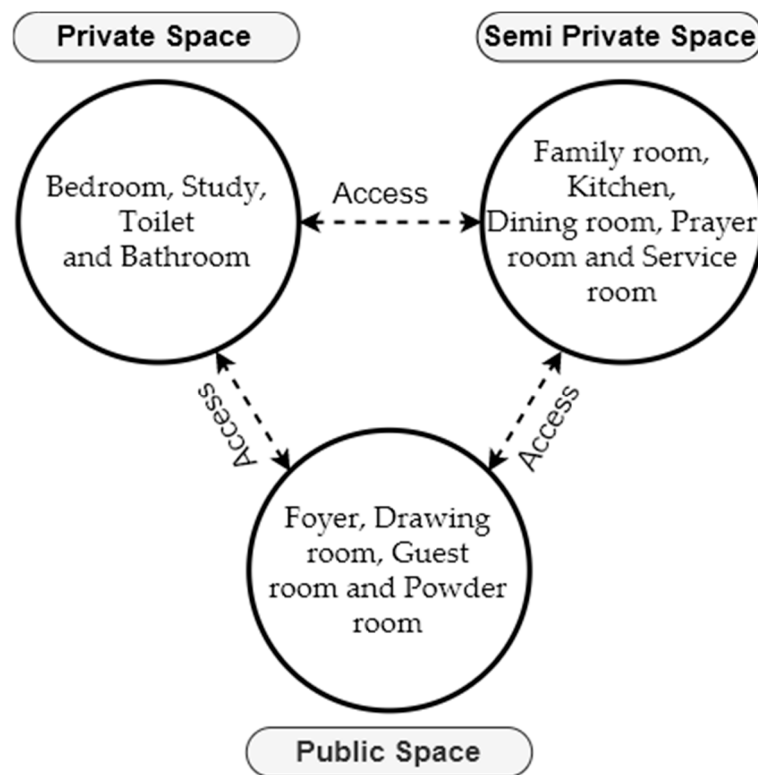 Private Space
Semi Private Space
Bedroom, Study,
Toilet
and Bathroom
Access
Family room,
Kitchen,
Dining room, Prayer
room and Service
room
Access
Access
Foyer, Drawing
room, Guest
room and Powder
room
Public Space